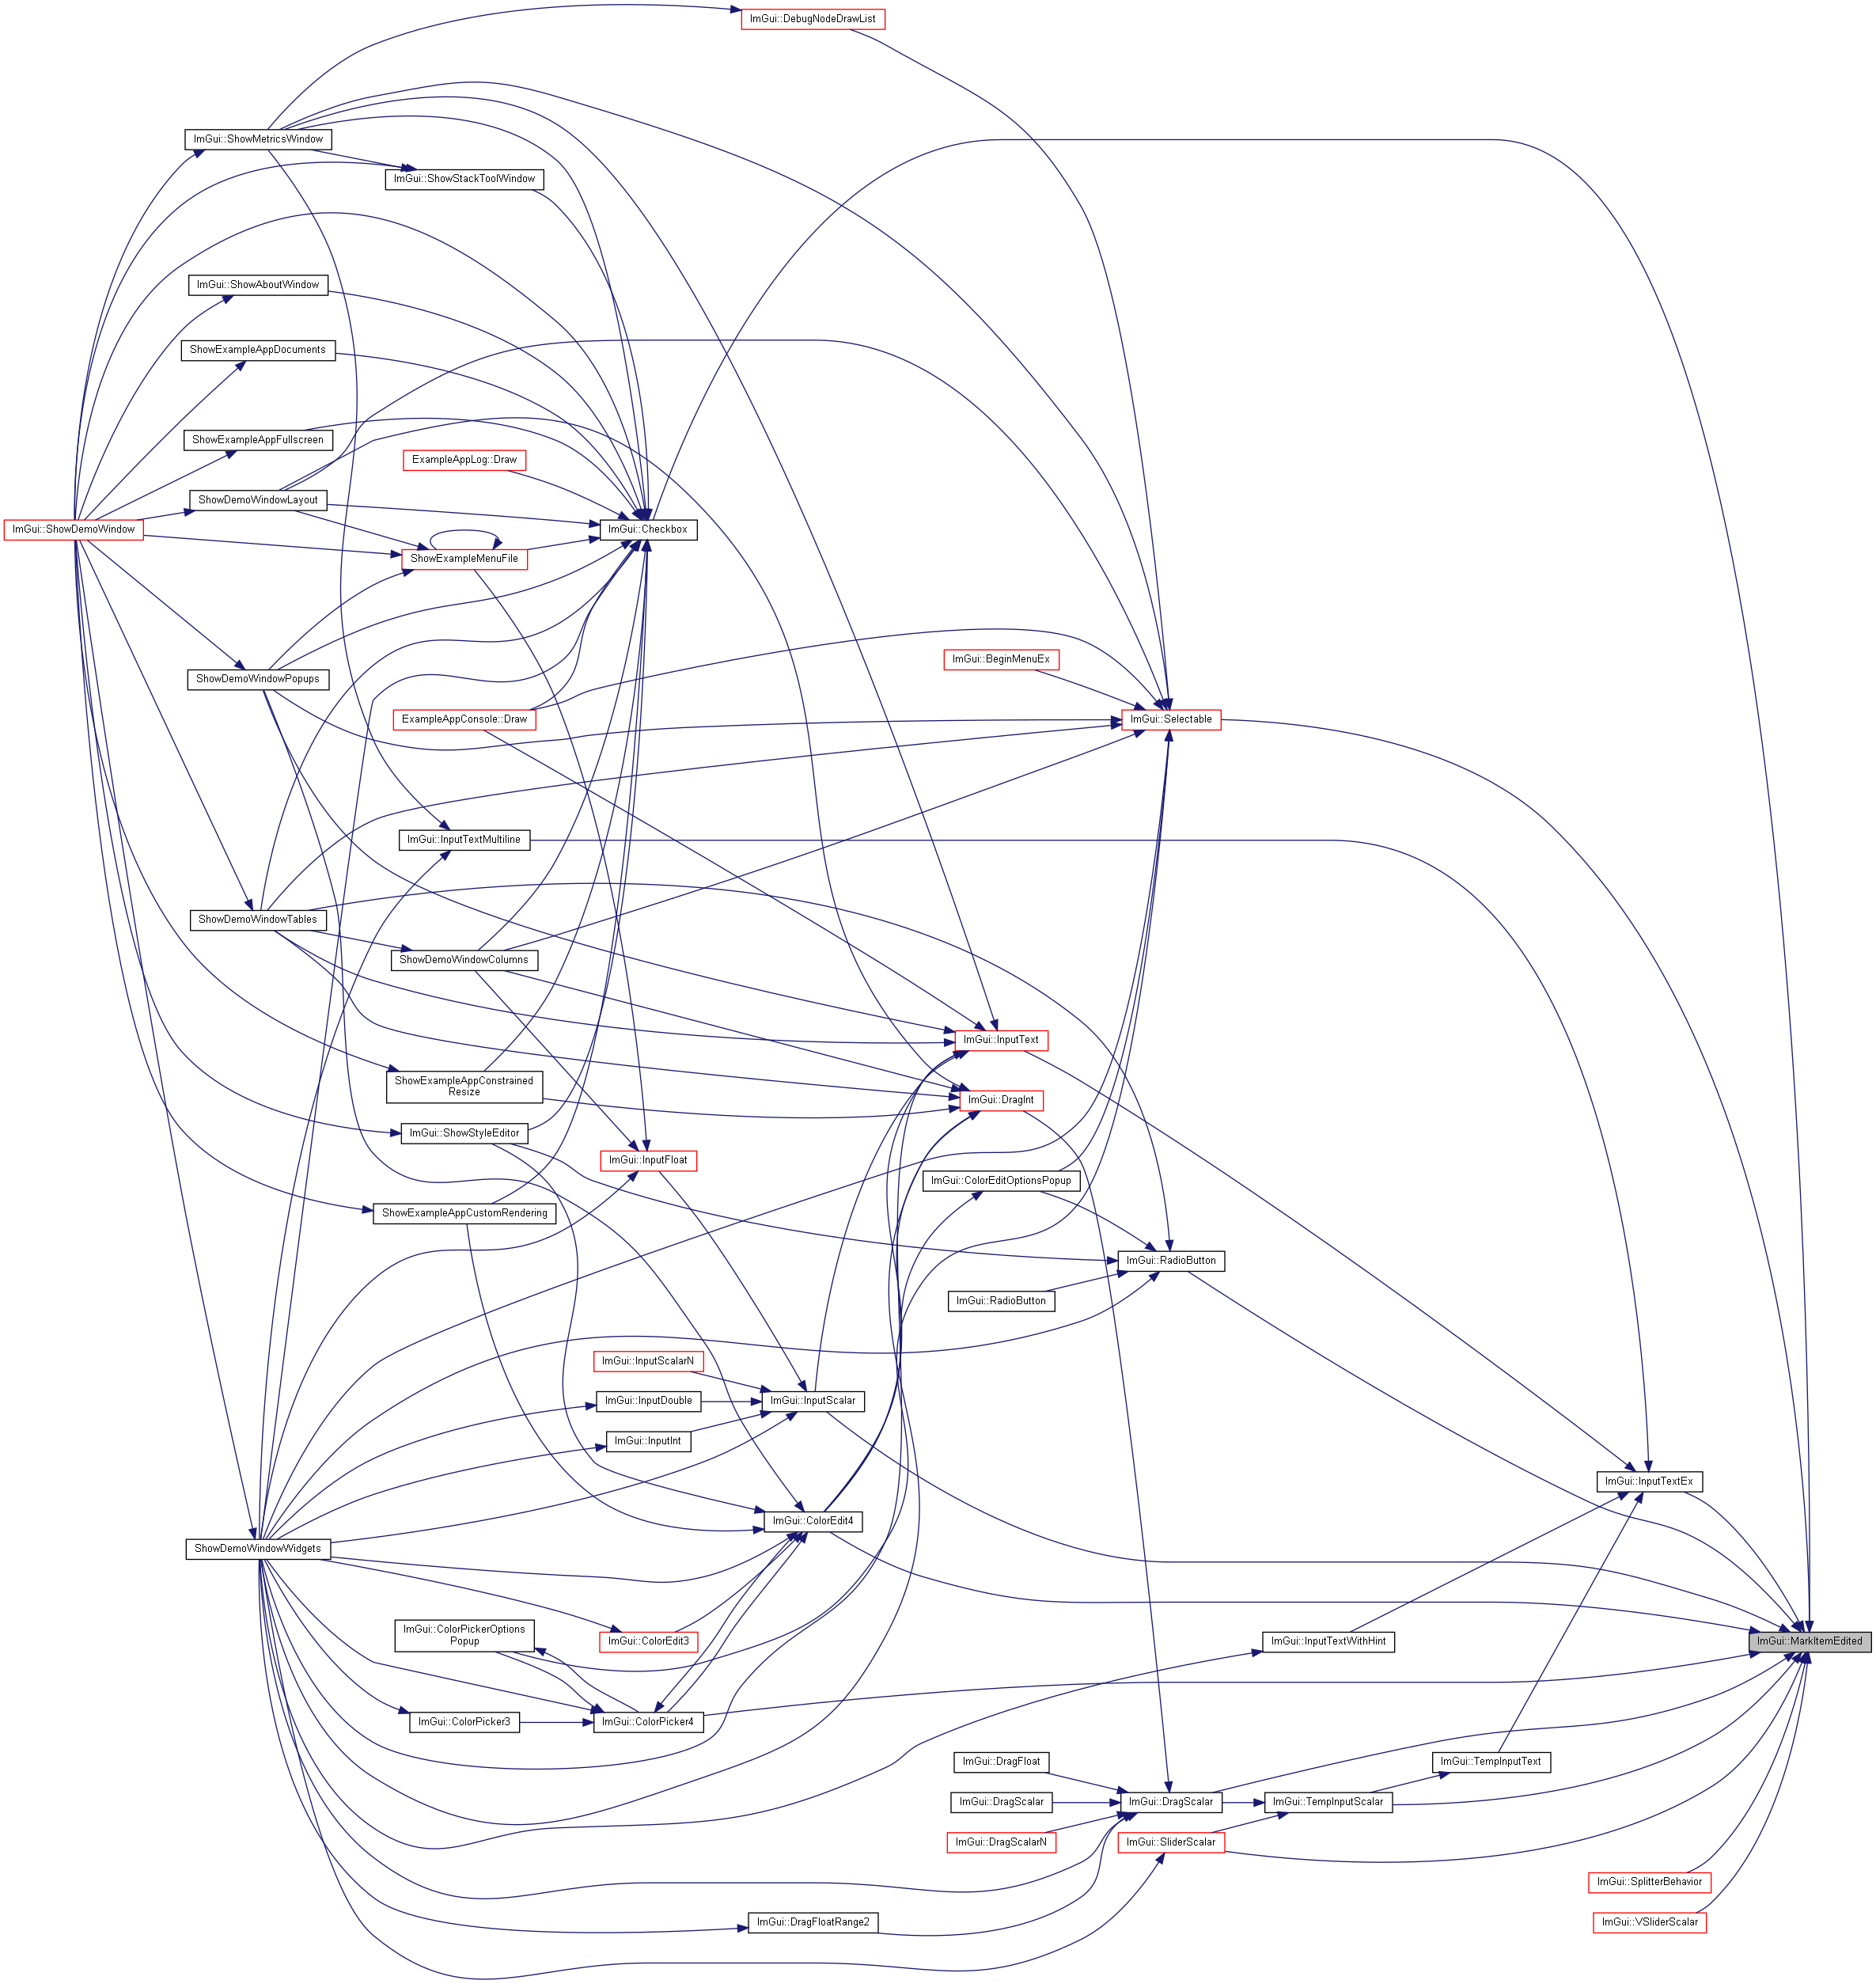 ImGui::DebugNodeDrawList
ImGui::ShowMetricsWindow
ImGui::ShowStackToolWindow
ImGui::ShowAboutWindow
ShowExampleAppDocuments
ShowExampleAppFullscreen
ExampleAppLog::Draw
ShowDemoWindowLayout
ImGui::ShowDemoWindow
ImGui::Checkbox
ShowExampleMenuFile
ImGui::BeginMenuEx
ShowDemoWindowPopups
ExampleAppConsole::Draw
ImGui::Selectable
ImGui::InputTextMultiline
ShowDemoWindowTables
ShowDemoWindowColumns
ImGui::InputText
ShowExampleAppConstrained
Resize
ImGui::DragInt
ImGui::ShowStyleEditor
ImGui::InputFloat
ImGui::ColorEditOptionsPopup
ShowExampleAppCustomRendering
ImGui::RadioButton
ImGui::RadioButton
ImGui::InputScalarN
ImGui::InputDouble
ImGui::InputScalar
ImGui::InputInt
ImGui::InputTextEx
ImGui::ColorEdit4
ShowDemoWindowWidgets
ImGui::ColorPickerOptions
Popup
ImGui::ColorEdit3
ImGui::InputTextWithHint
ImGui::MarkItemEdited
ImGui::ColorPicker3
ImGui::ColorPicker4
ImGui::DragFloat
ImGui::TempInputText
ImGui::DragScalar
ImGui::DragScalar
ImGui::TempInputScalar
ImGui::DragScalarN
ImGui::SliderScalar
ImGui::SplitterBehavior
ImGui::DragFloatRange2
ImGui::VSliderScalar